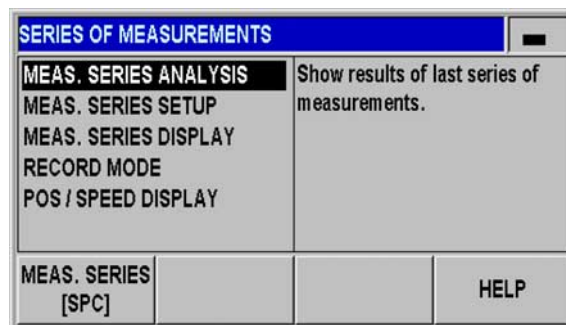 SERIES OF MEASUREMENTS
MEAS. SERIES ANALYSIS
MEAS. SERIES SETUP
MEAS. SERIES DISPLAY
RECORD MODE
POS / SPEED DISPLAY
Show results of last series of
measurements.
MEAS. SERIES
[SPC]
HELP